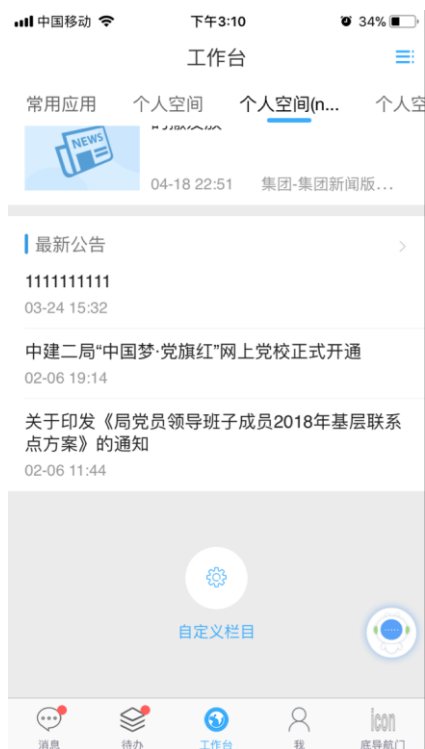 中国移动 下午3:10 34%
工作台
常用应用 个人空间 个人空间(n... 个人空
NEWS
04-18 22:51 集团-集团新闻版...
最新公告
1111111111
03-24 15:32
中建二局“中国梦·党旗红”网上党校正式开通
02-06 19:14
关于印发《局党员领导班子成员2018年基层联系
点方案》的通知
02-06 11:44
自定义栏目
icon
消息 待办 工作台 我 底导航门